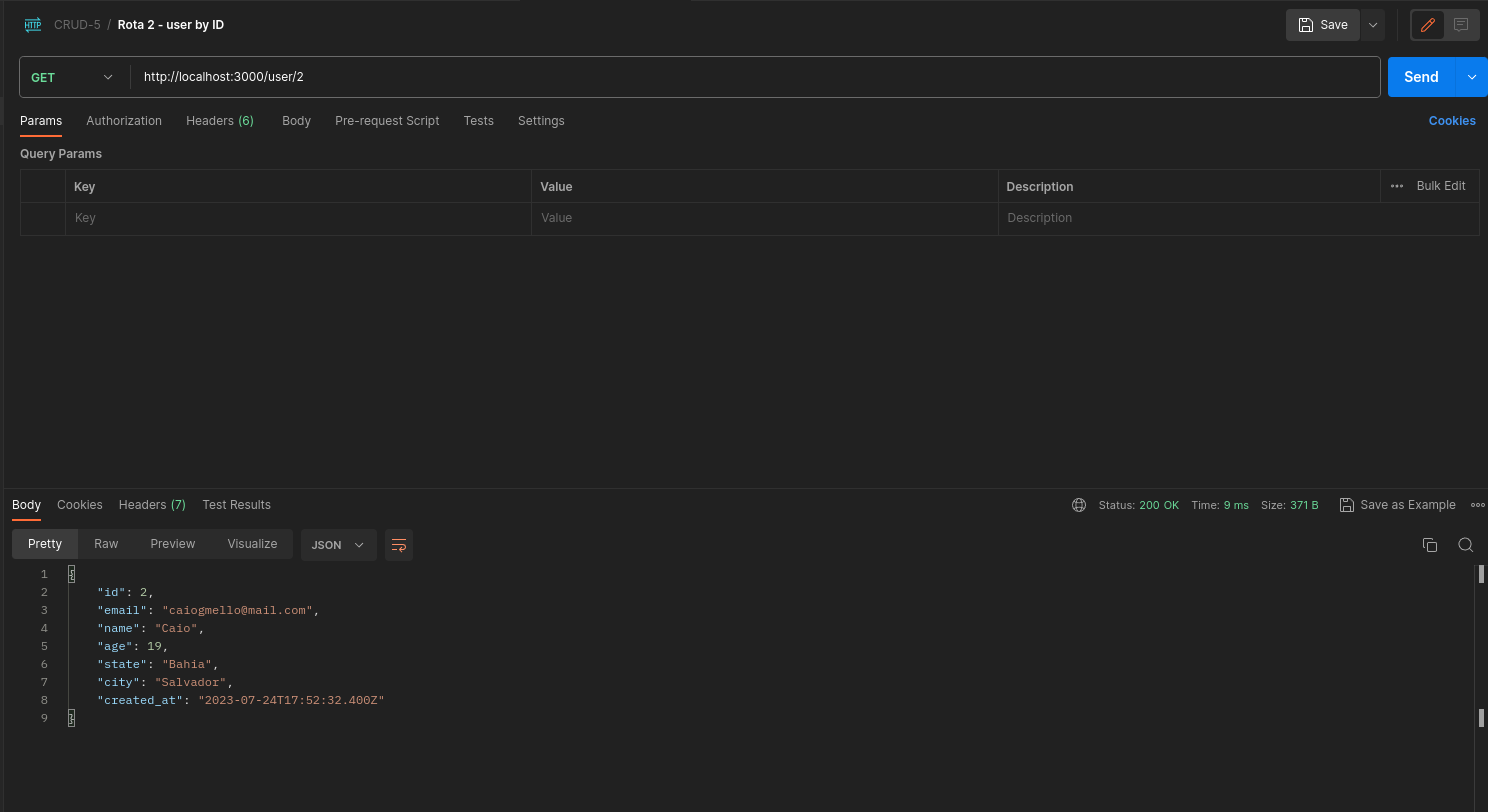 HTTP CRUD-5 / Rota 2 - user by ID Save
GET http://localhost:3000/user/2 Send
Params Authorization Headers (6) Body Pre-request Script Tests Settings Cookies
Query Params
Key Value Description ••• Bulk Edit
Key Value Description
Body Cookies Headers (7) Test Results Status: 200 OK Time: 9 ms Size: 371 B Save as Example
Pretty Raw Preview Visualize JSON
1 {
2 "id": 2,
3 "email": "caiogmello@mail.com",
4 "name": "Caio",
5 "age": 19,
6 "state": "Bahia",
7 "city": "Salvador",
8 "created_at": "2023-07-24T17:52:32.400Z"
9 }